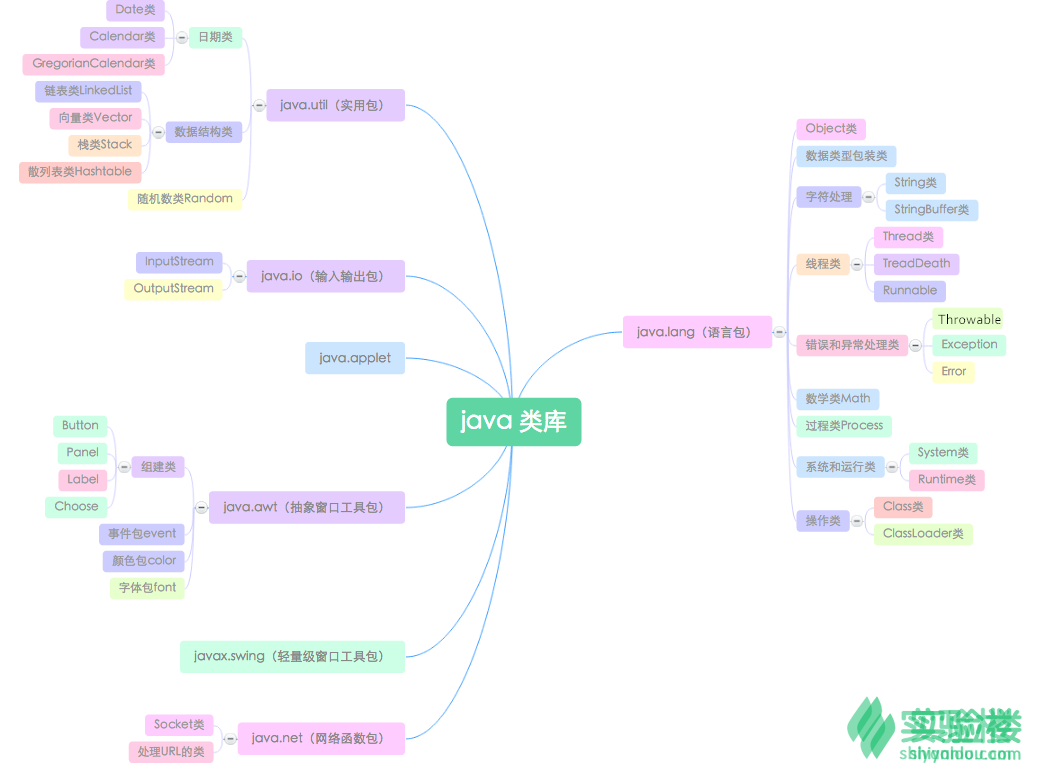 java 类库
java.util（实用包）
日期类
Date类
Calendar类
GregorianCalendar类
数据结构类
链表类LinkedList
向量类Vector
栈类Stack
散列表类Hashtable
随机数类Random
java.io（输入输出包）
InputStream
OutputStream
java.applet
java.awt（抽象窗口工具包）
组建类
Button
Panel
Label
Choose
事件包event
颜色包color
字体包font
javax.swing（轻量级窗口工具包）
java.net（网络函数包）
Socket类
处理URL的类
java.lang（语言包）
Object类
数据类型包装类
字符处理
String类
StringBuffer类
线程类
Thread类
TreadDeath
Runnable
错误和异常处理类
Throwable
Exception
Error
数学类Math
过程类Process
系统和运行类
System类
Runtime类
操作类
Class类
ClassLoader类
实验楼
shiyanlou.com